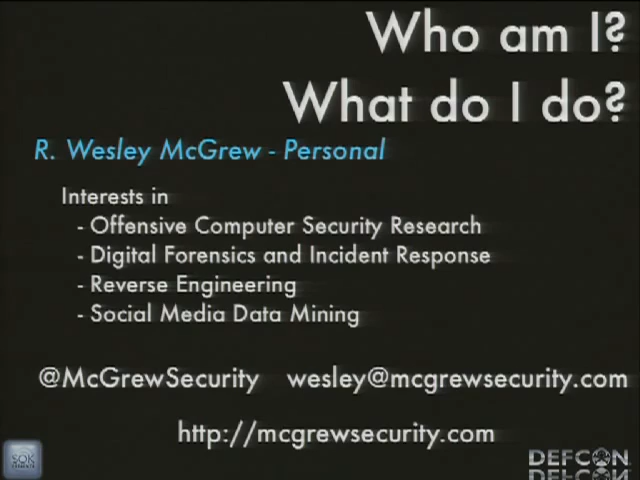 Who am I?
What do I do?
R. Wesley McGrew - Personal
Interests in
- Offensive Computer Security Research
- Digital Forensics and Incident Response
- Reverse Engineering
- Social Media Data Mining
@McGrewSecurity wesley@mcgrewsecurity.com
http://mcgrewsecurity.com
DEFCON